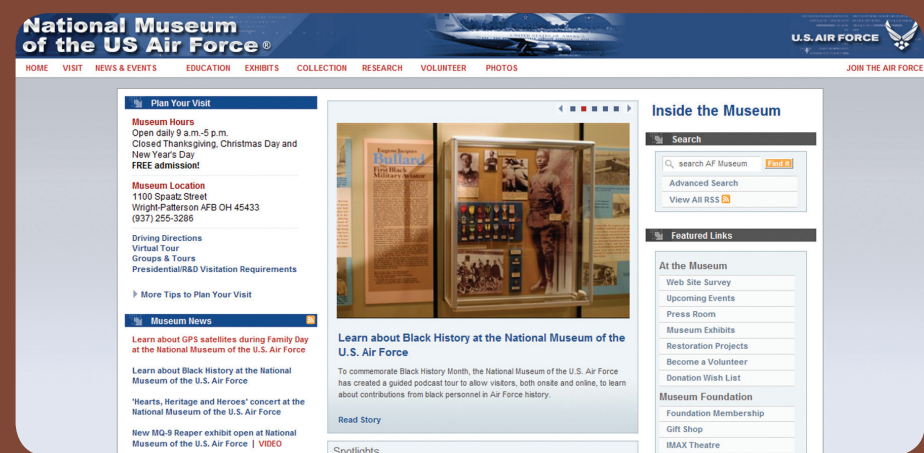 National Museum
of the US Air Force®
U.S. AIR FORCE
HOME VISIT NEWS & EVENTS EDUCATION EXHIBITS COLLECTION RESEARCH VOLUNTEER PHOTOS JOIN THE AIR FORCE
Plan Your Visit
Museum Hours
Open daily 9 a.m.-5 p.m.
Closed Thanksgiving, Christmas Day and
New Year's Day
FREE admission!
Museum Location
1100 Spaatz Street
Wright-Patterson AFB OH 45433
(937) 255-3286
Driving Directions
Virtual Tour
Groups & Tours
Presidential/R&D Visitation Requirements
More Tips to Plan Your Visit
Museum News
Learn about GPS satellites during Family Day
at the National Museum of the U.S. Air Force
Learn about Black History at the National
Museum of the U.S. Air Force
'Hearts, Heritage and Heroes' concert at the
National Museum of the U.S. Air Force
New MQ-9 Reaper exhibit open at National
Museum of the U.S. Air Force | VIDEO
Eugene Jacques
Bullard
First Black
Military Aviator
Learn about Black History at the National Museum of the
U.S. Air Force
To commemorate Black History Month, the National Museum of the U.S. Air Force
has created a guided podcast tour to allow visitors, both onsite and online, to learn
about contributions from black personnel in Air Force history.
Read Story
Spotlights
Inside the Museum
Search
search AF Museum Find it
Advanced Search
View All RSS
Featured Links
At the Museum
Web Site Survey
Upcoming Events
Press Room
Museum Exhibits
Restoration Projects
Become a Volunteer
Donation Wish List
Museum Foundation
Foundation Membership
Gift Shop
IMAX Theatre